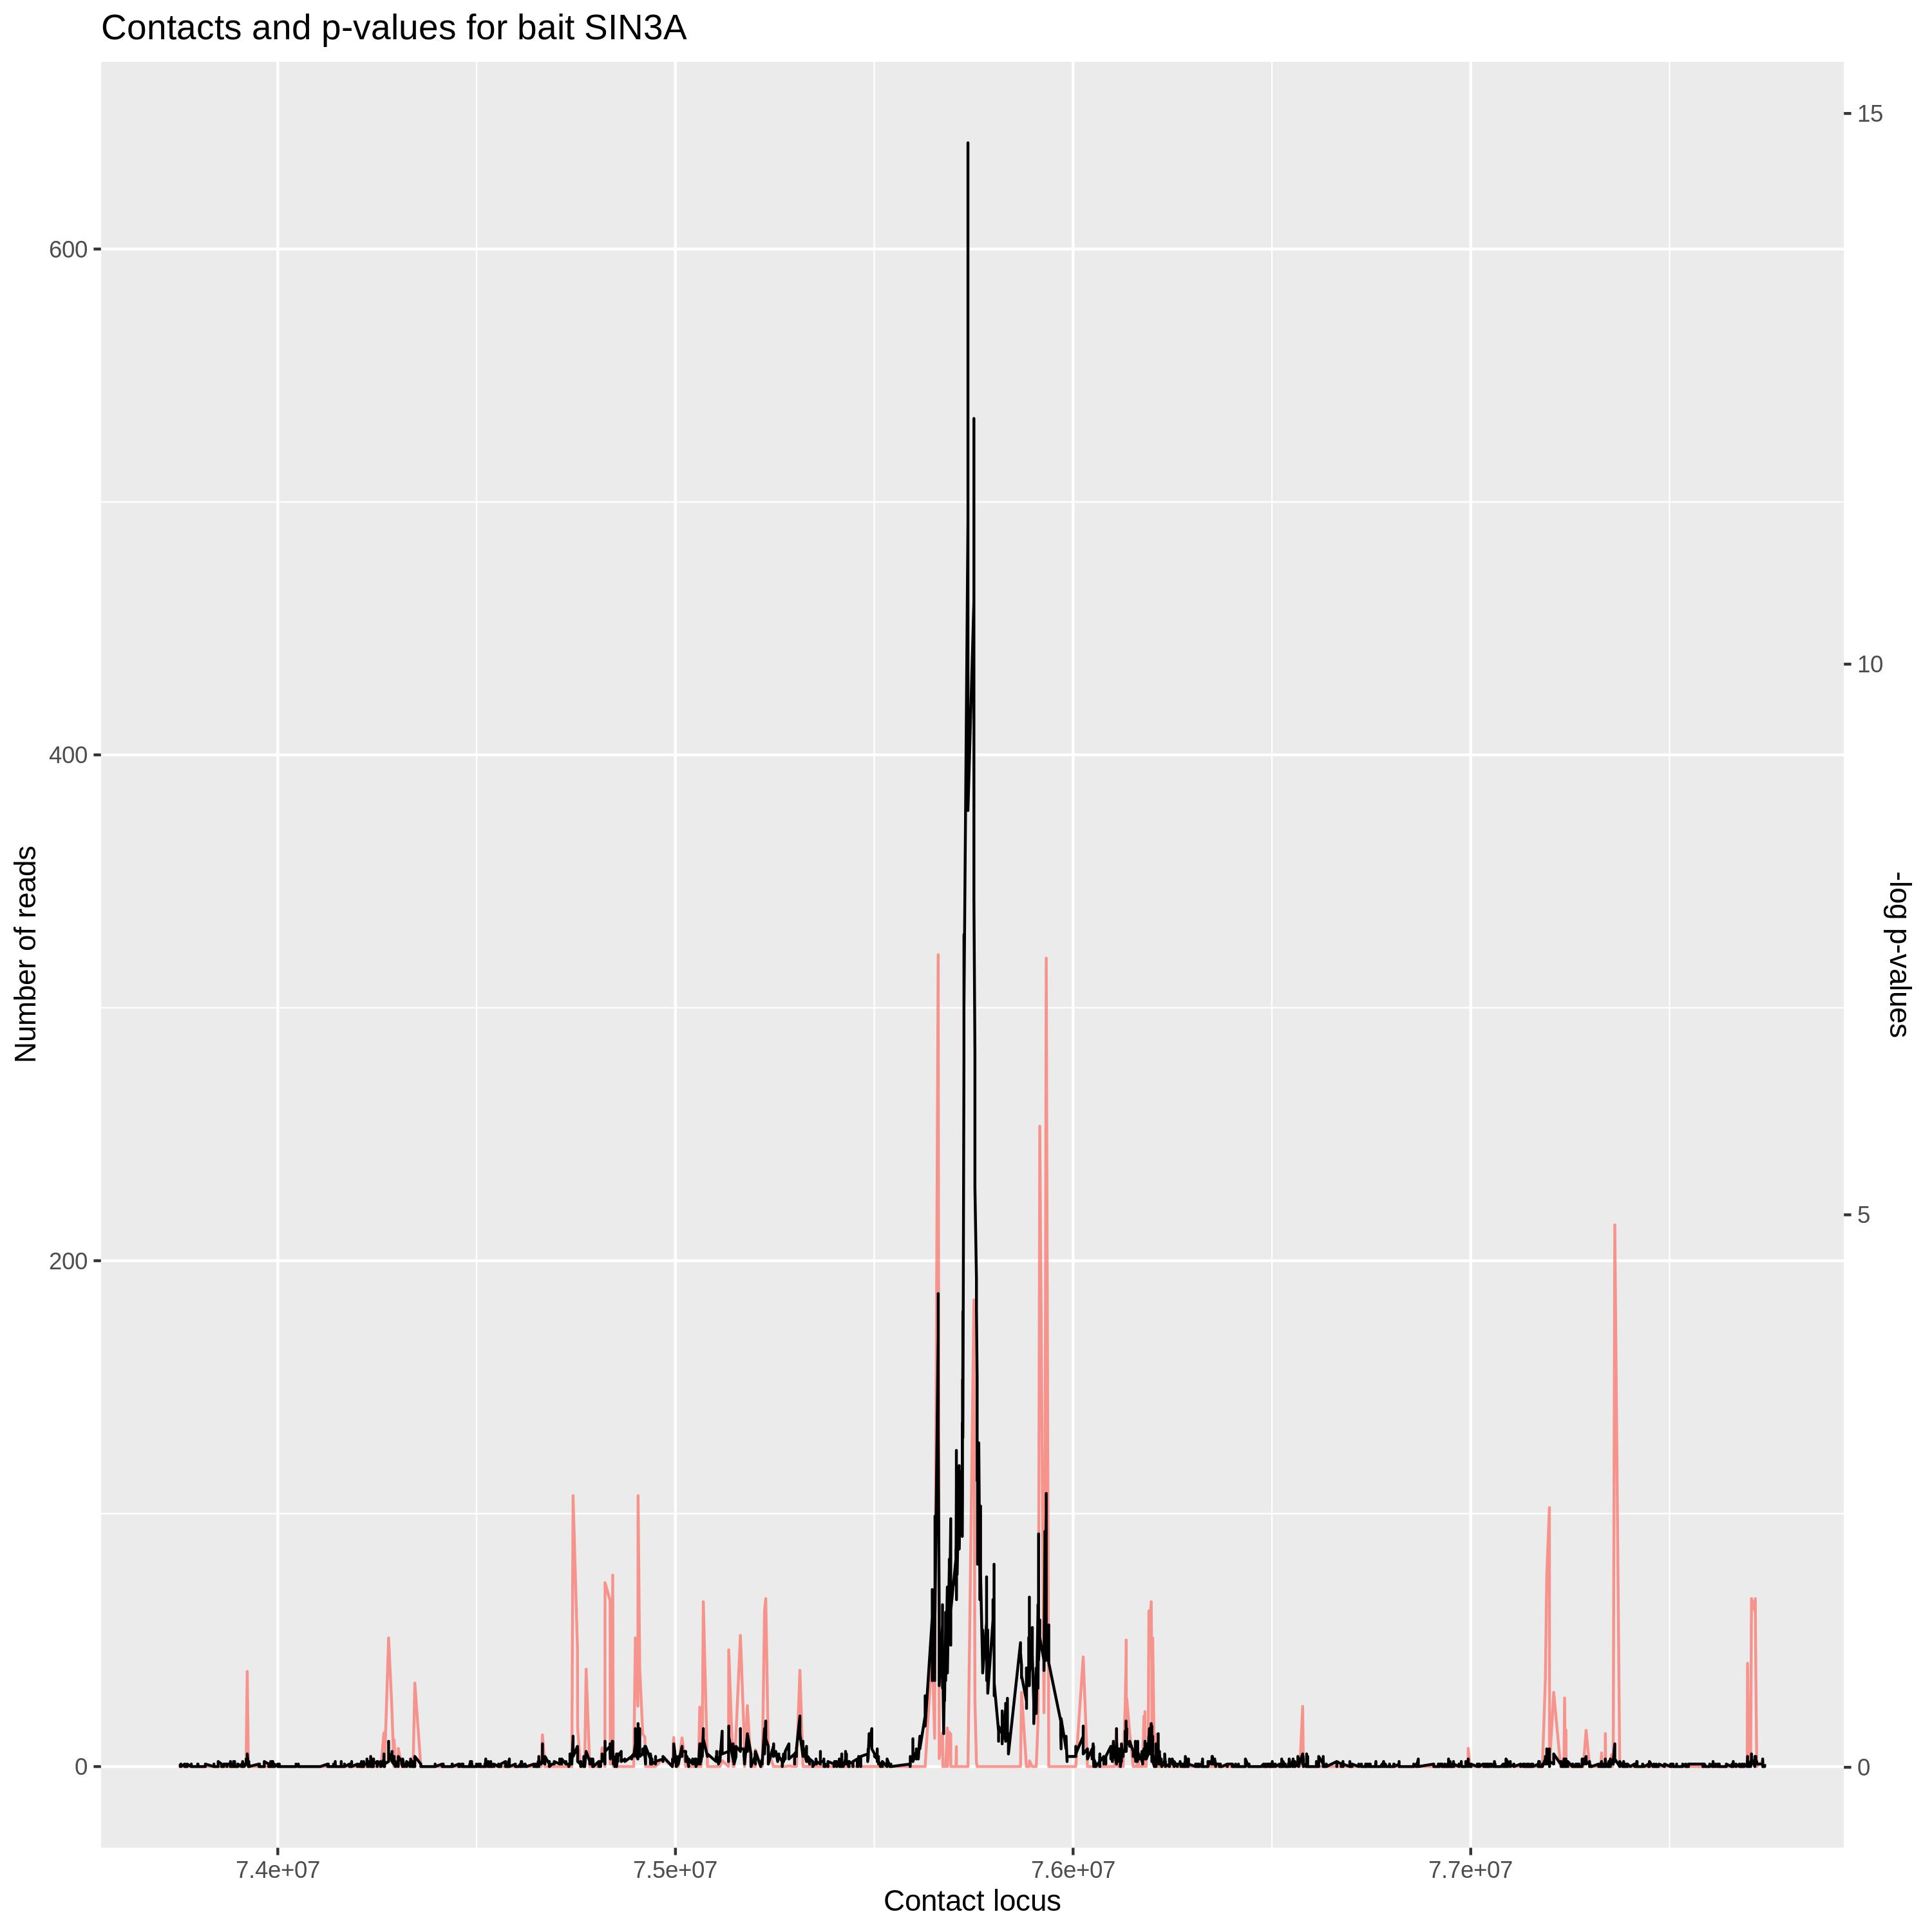 Contacts and p-values for bait SIN3A
15
600
10
400
Number of reads
-log p-values
5
200
0
0
7.4e+07
7.5e+07
7.6e+07
7.7e+07
Contact locus